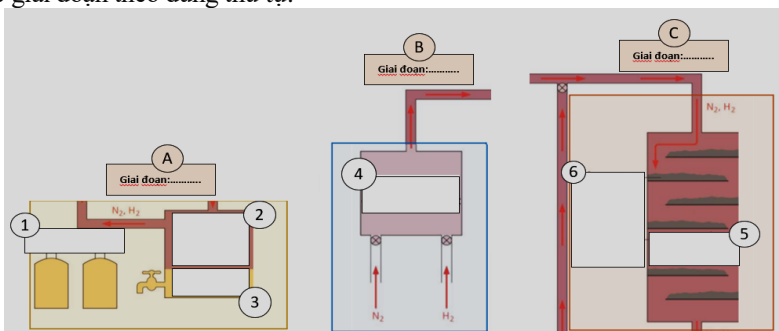 giai đoạn theo đúng thứ tự.
B
Giai đoạn:...........
C
Giai đoạn:...........
A
Giai đoạn:...........
N₂, H₂
N₂, H₂
1
2
3
4
5
6
N₂
H₂